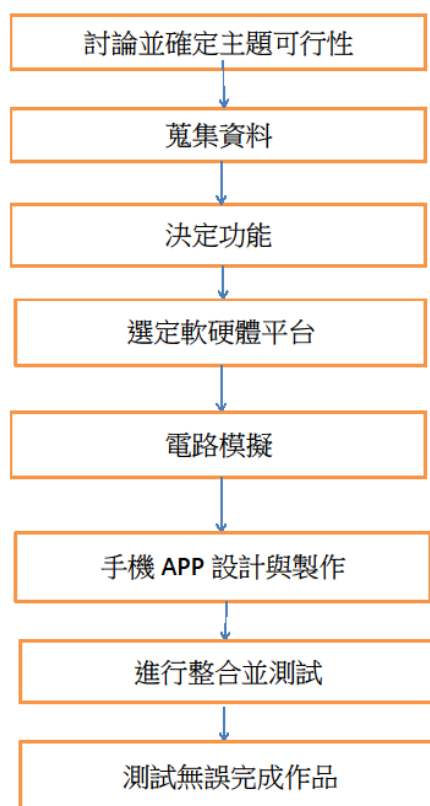 討論並確定主題可行性
蒐集資料
決定功能
選定軟硬體平台
電路模擬
手機 APP 設計與製作
進行整合並測試
測試無誤完成作品